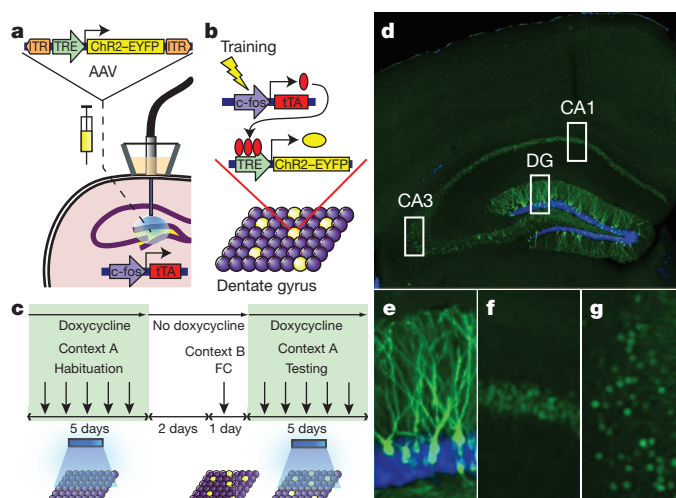 a
ITR TRE ChR2–EYFP ITR
AAV
c-fos tTA
b
Training
c-fos tTA
TRE ChR2–EYFP
Dentate gyrus
c
Doxycycline No doxycycline Doxycycline
Context A Context B Context A
Habituation FC Testing
5 days 2 days 1 day 5 days
d
CA1
DG
CA3
e f g